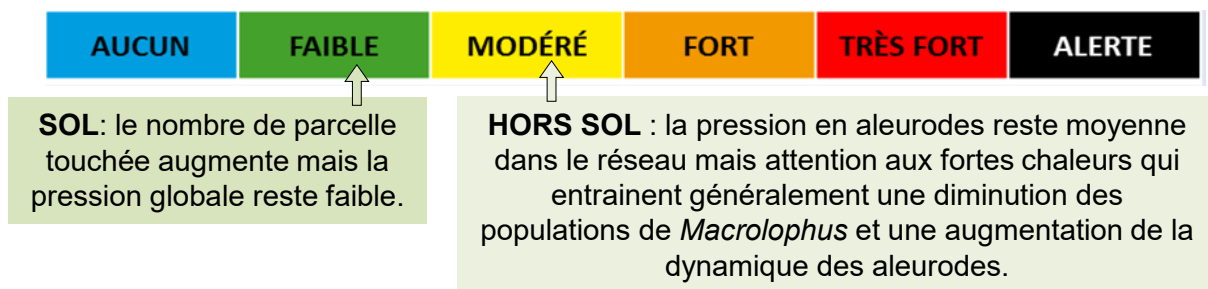 AUCUN FAIBLE MODÉRÉ FORT TRÈS FORT ALERTE
SOL: le nombre de parcelle
touchée augmente mais la
pression globale reste faible.
HORS SOL : la pression en aleurodes reste moyenne
dans le réseau mais attention aux fortes chaleurs qui
entrainent généralement une diminution des
populations de Macrolophus et une augmentation de la
dynamique des aleurodes.